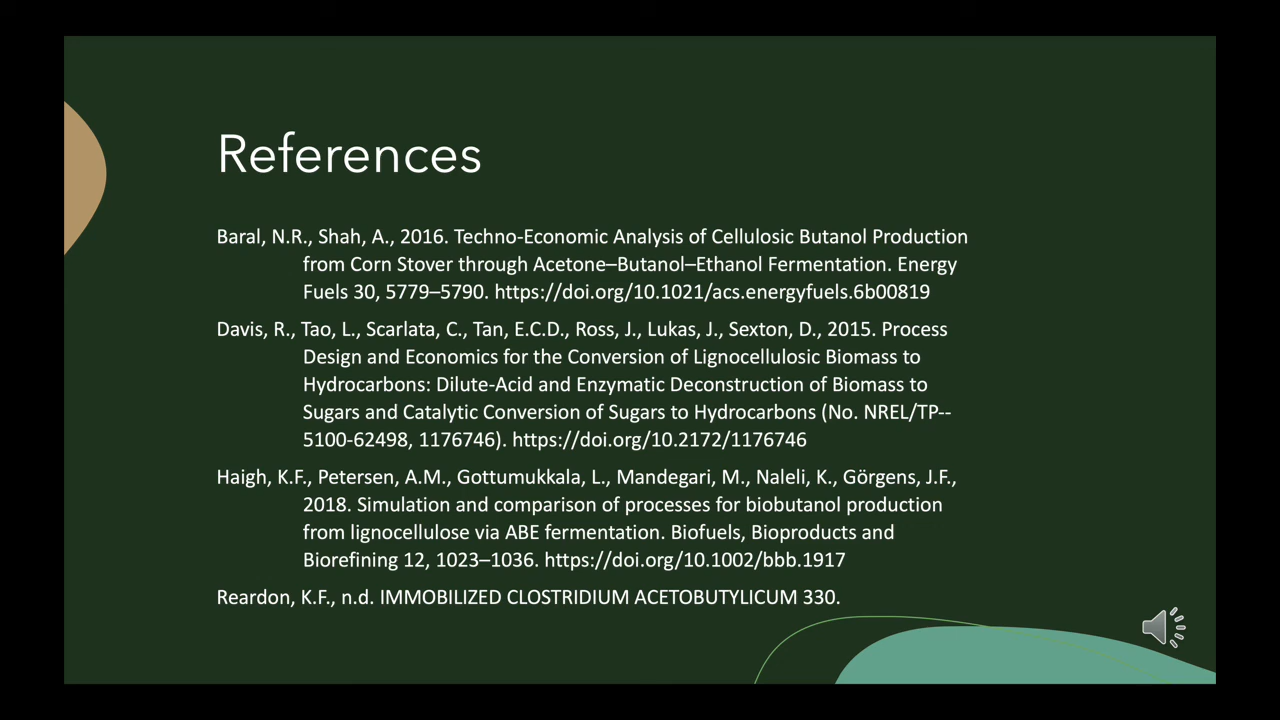 References
Baral, N.R., Shah, A., 2016. Techno-Economic Analysis of Cellulosic Butanol Production
from Corn Stover through Acetone–Butanol–Ethanol Fermentation. Energy
Fuels 30, 5779–5790. https://doi.org/10.1021/acs.energyfuels.6b00819
Davis, R., Tao, L., Scarlata, C., Tan, E.C.D., Ross, J., Lukas, J., Sexton, D., 2015. Process
Design and Economics for the Conversion of Lignocellulosic Biomass to
Hydrocarbons: Dilute-Acid and Enzymatic Deconstruction of Biomass to
Sugars and Catalytic Conversion of Sugars to Hydrocarbons (No. NREL/TP--
5100-62498, 1176746). https://doi.org/10.2172/1176746
Haigh, K.F., Petersen, A.M., Gottumukkala, L., Mandegari, M., Naleli, K., Görgens, J.F.,
2018. Simulation and comparison of processes for biobutanol production
from lignocellulose via ABE fermentation. Biofuels, Bioproducts and
Biorefining 12, 1023–1036. https://doi.org/10.1002/bbb.1917
Reardon, K.F., n.d. IMMOBILIZED CLOSTRIDIUM ACETOBUTYLICUM 330.